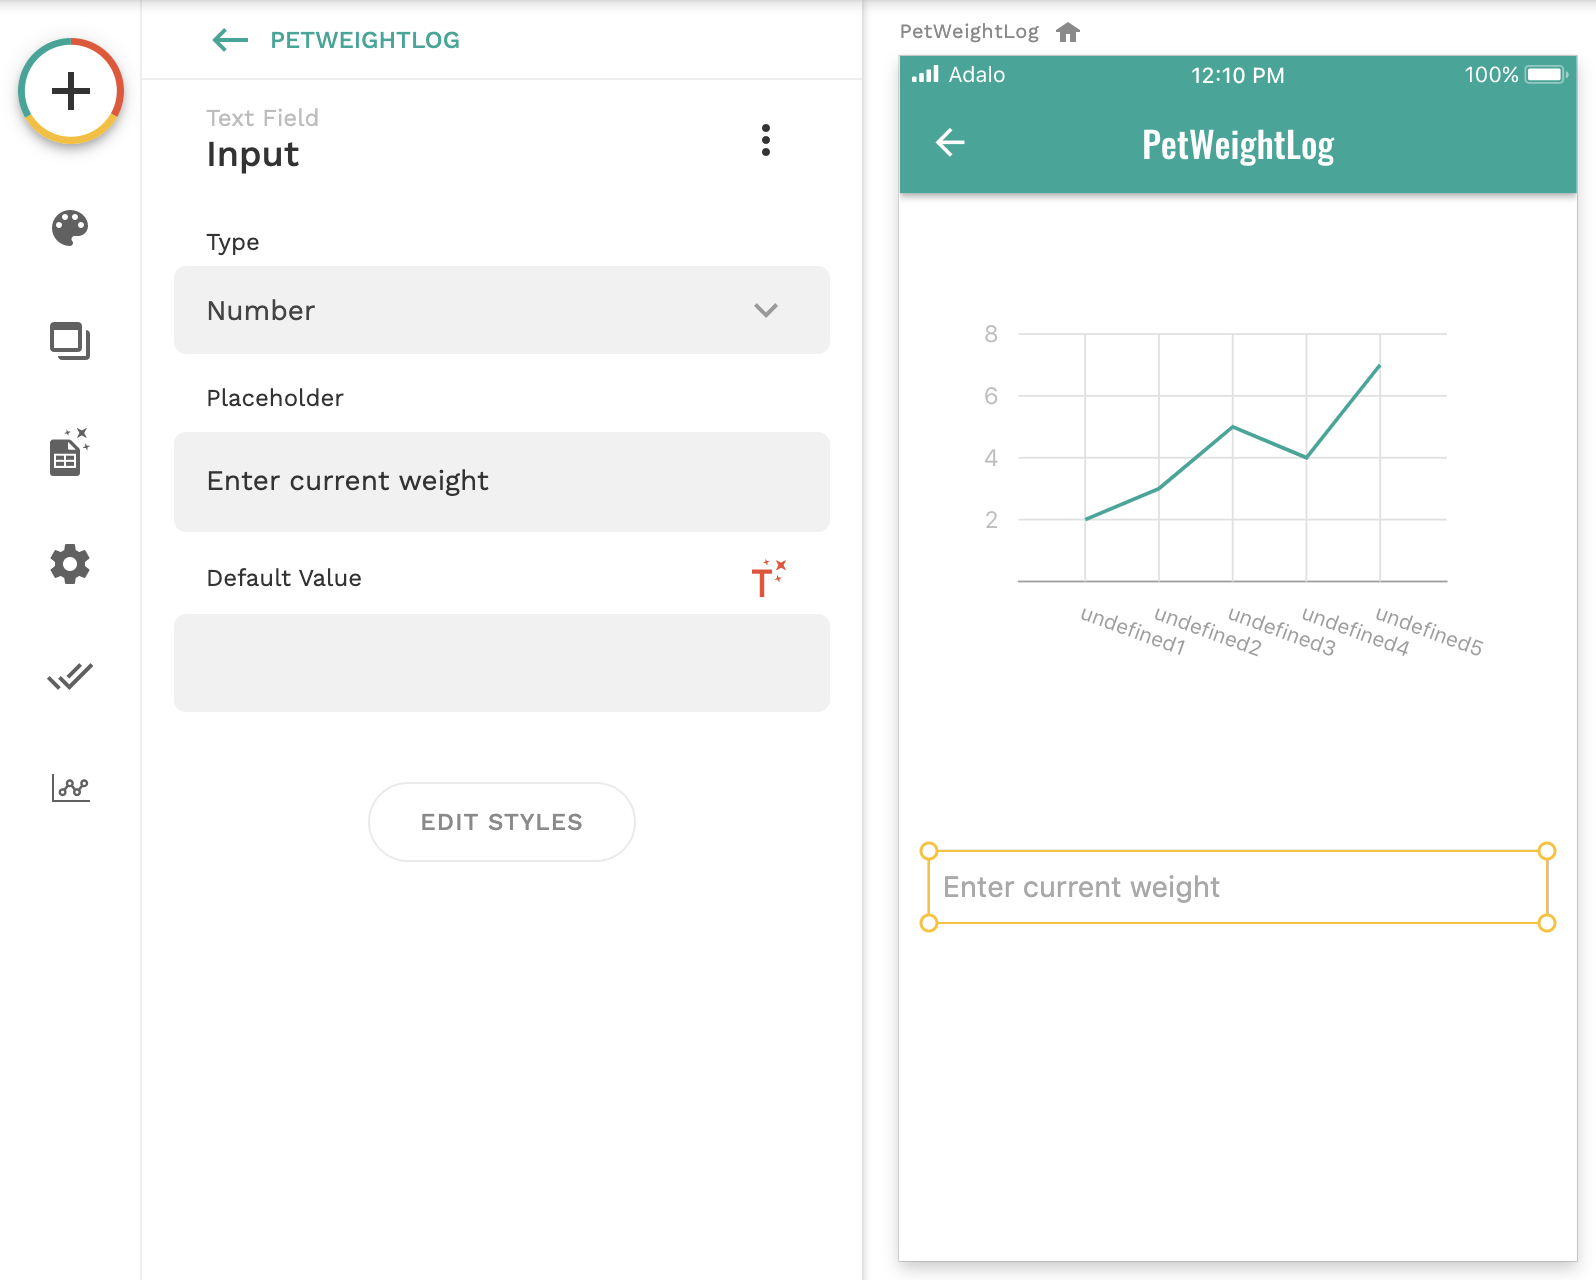 PETWEIGHTLOG
Text Field
Input
Type
Number
Placeholder
Enter current weight
Default Value
T
EDIT STYLES
PetWeightLog
Adalo 12:10 PM 100%
PetWeightLog
8
6
4
2
undefined1 undefined2 undefined3 undefined4 undefined5
Enter current weight